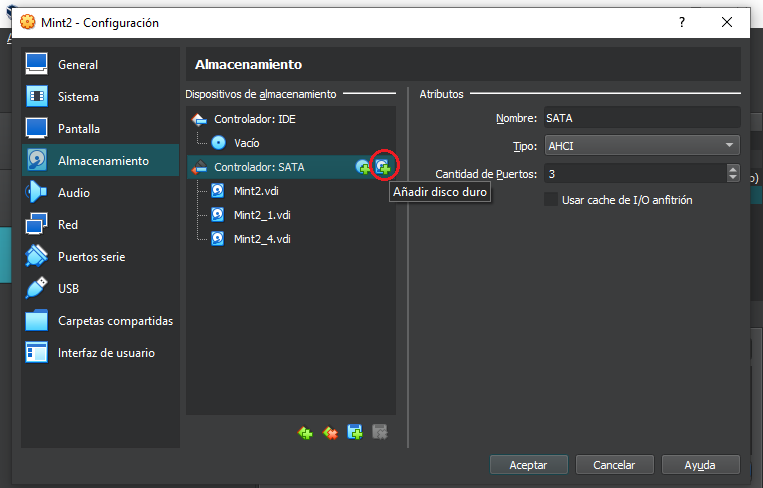 Mint2 - Configuración
?
General
Sistema
Pantalla
Almacenamiento
Audio
Red
Puertos serie
USB
Carpetas compartidas
Interfaz de usuario
Almacenamiento
Dispositivos de almacenamiento
Controlador: IDE
Vacío
Controlador: SATA
Añadir disco duro
Mint2.vdi
Mint2_1.vdi
Mint2_4.vdi
Atributos
Nombre: SATA
Tipo: AHCI
Cantidad de Puertos: 3
Usar cache de I/O anfitrión
Aceptar
Cancelar
Ayuda